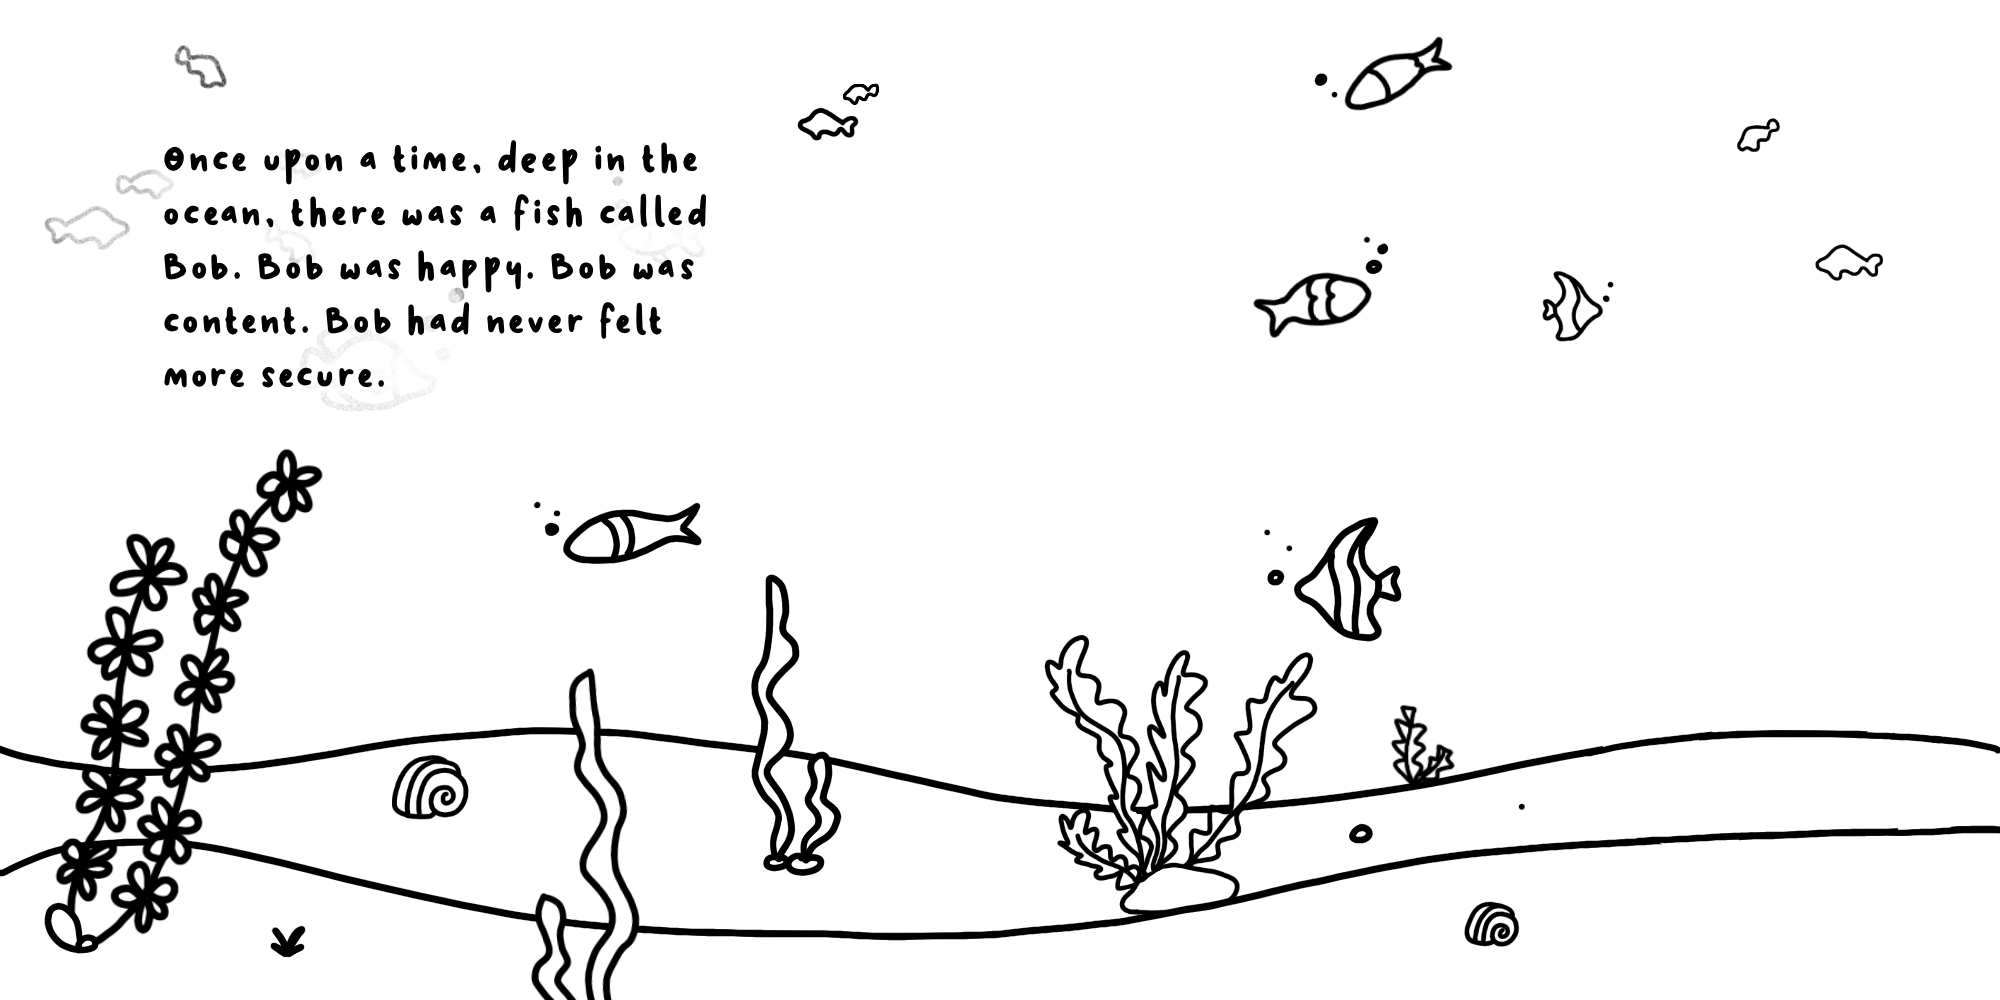 Once upon a time, deep in the
ocean, there was a fish called
Bob. Bob was happy. Bob was
content. Bob had never felt
more secure.